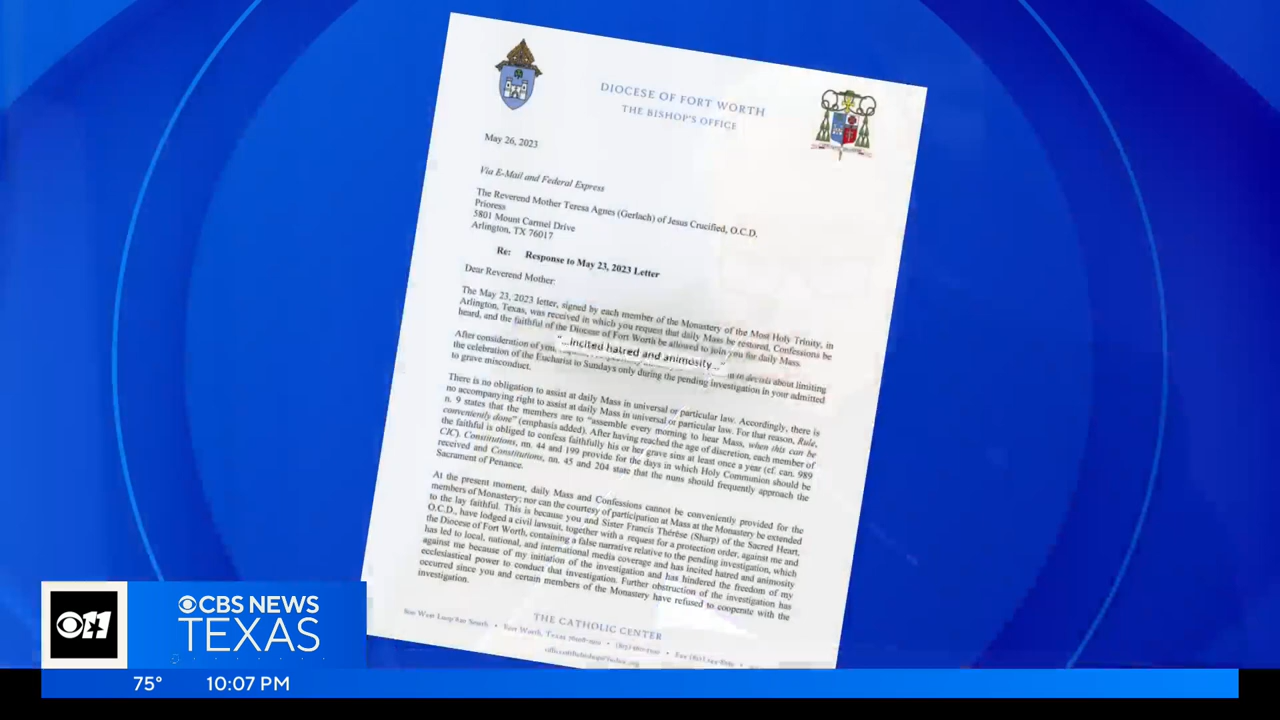 DIOCESE OF FORT WORTH
THE BISHOP'S OFFICE
May 26, 2023
Via E-Mail and Federal Express
The Reverend Mother Teresa Agnes (Gerlach) of Jesus Crucified, O.C.D.
Prioress
5801 Mount Carmel Drive
Arlington, TX 76017
Re: Response to May 23, 2023 Letter
Dear Reverend Mother:
The May 23, 2023 letter, signed by each member of the Monastery of the Most Holy Trinity, in
Arlington, Texas, was received in which you request that daily Mass be restored, Confessions be
heard, and the faithful of the Diocese of Fort Worth be allowed to join you for daily Mass.
"...incited hatred and animosity..."
After consideration of about limiting
the celebration of the Eucharist to Sundays only during the pending investigation in your admitted
to grave misconduct.
There is no obligation to assist at daily Mass in universal or particular law. Accordingly, there is
no accompanying right to assist at daily Mass in universal or particular law. For that reason, Rule,
n. 9 states that the members are to "assemble every morning to hear Mass, when this can be
conveniently done" (emphasis added). After having reached the age of discretion, each member of
the faithful is obliged to confess faithfully his or her grave sins at least once a year (cf. can. 989
CIC). Constitutions, nn. 44 and 199 provide for the days in which Holy Communion should be
received and Constitutions, nn. 45 and 204 state that the nuns should frequently approach the
Sacrament of Penance.
At the present moment, daily Mass and Confessions cannot be conveniently provided for the
members of Monastery; nor can the courtesy of participation at Mass at the Monastery be extended
to the lay faithful. This is because you and Sister Francis Thérèse (Sharp) of the Sacred Heart,
O.C.D., have lodged a civil lawsuit, together with a request for a protection order, against me and
the Diocese of Fort Worth, containing a false narrative relative to the pending investigation, which
has led to local, national, and international media coverage and has incited hatred and animosity
against me because of my initiation of the investigation and has hindered the freedom of my
ecclesiastical power to conduct that investigation. Further obstruction of the investigation has
occurred since you and certain members of the Monastery have refused to cooperate with the
investigation.
THE CATHOLIC CENTER
West Loop 820 South • Fort Worth, Texas
CBS NEWS
TEXAS
11
75° 10:07 PM